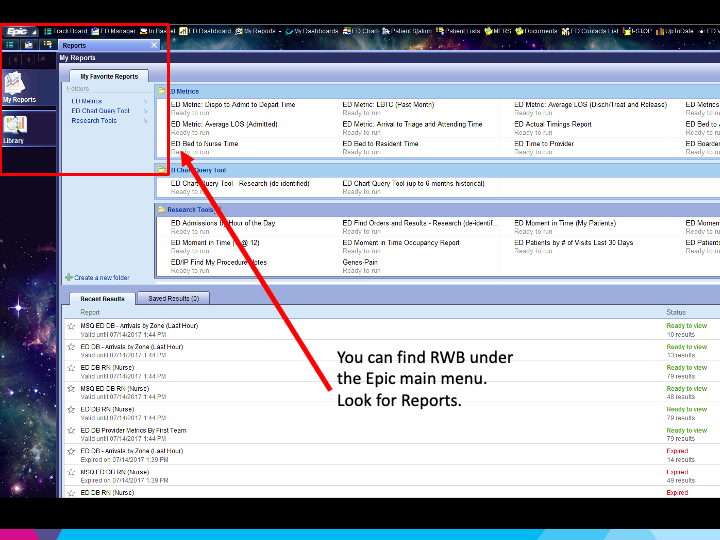 Epic Track Board ED Manager In Basket ED Dashboard My Reports My Dashboards ED Chart Patient Station Patient Lists MERS Documents ED Contacts List I-STOP UpToDate
Reports
My Reports
My Favorite Reports
Folders
ED Metrics
ED Chart Query Tool
Research Tools
Create a new folder
My Reports
Library
D Metrics
ED Metric: Dispo to Admit to Depart Time ED Metric: LBTC (Past Month) ED Metric: Average LOS (Disch/Treat and Release) ED Metrics
Ready to run Ready to run Ready to run Ready to ru
ED Metric: Average LOS (Admitted) ED Metric: Arrival to Triage and Attending Time ED Actual Timings Report ED Bed to
Ready to run Ready to run Ready to run Ready to ru
ED Bed to Nurse Time ED Bed to Resident Time ED Time to Provider ED Boarder
Ready to run Ready to run Ready to run Ready to ru
D Chart Query Tool
ED Chart Query Tool - Research (de identified) ED Chart Query Tool (up to 6 months historical)
Ready to run Ready to run
Research Tools
ED Admissions by Hour of the Day ED Find Orders and Results - Research (de-identif... ED Moment in Time (My Patients) ED Momen
Ready to run Ready to run Ready to run Ready to ru
ED Moment in Time ( @ 12) ED Moment in Time Occupancy Report ED Patients by # of Visits Last 30 Days ED Patient
Ready to run Ready to run Ready to run Ready to ru
ED/IP Find My Procedure Notes Genes-Pain
Ready to run Ready to run
Recent Results Saved Results (0)
Report Status
MSQ ED DB - Arrivals by Zone (Last Hour) Ready to view
Valid until 07/14/2017 1:44 PM 10 results
ED DB - Arrivals by Zone (Last Hour) Ready to view
Valid until 07/14/2017 1:44 PM 13 results
ED DB RN (Nurse) Ready to view
Valid until 07/14/2017 1:44 PM 79 results
MSQ ED DB RN (Nurse) Ready to view
Valid until 07/14/2017 1:44 PM 48 results
ED DB RN (Nurse) Ready to view
Valid until 07/14/2017 1:44 PM 79 results
ED DB Provider Metrics By First Team Ready to view
Valid until 07/14/2017 1:44 PM 79 results
ED DB - Arrivals by Zone (Last Hour) Expired
Expired on 07/14/2017 1:39 PM 14 results
MSQ ED DB RN (Nurse) Expired
Expired on 07/14/2017 1:39 PM 49 results
ED DB RN (Nurse) Expired
You can find RWB under
the Epic main menu.
Look for Reports.